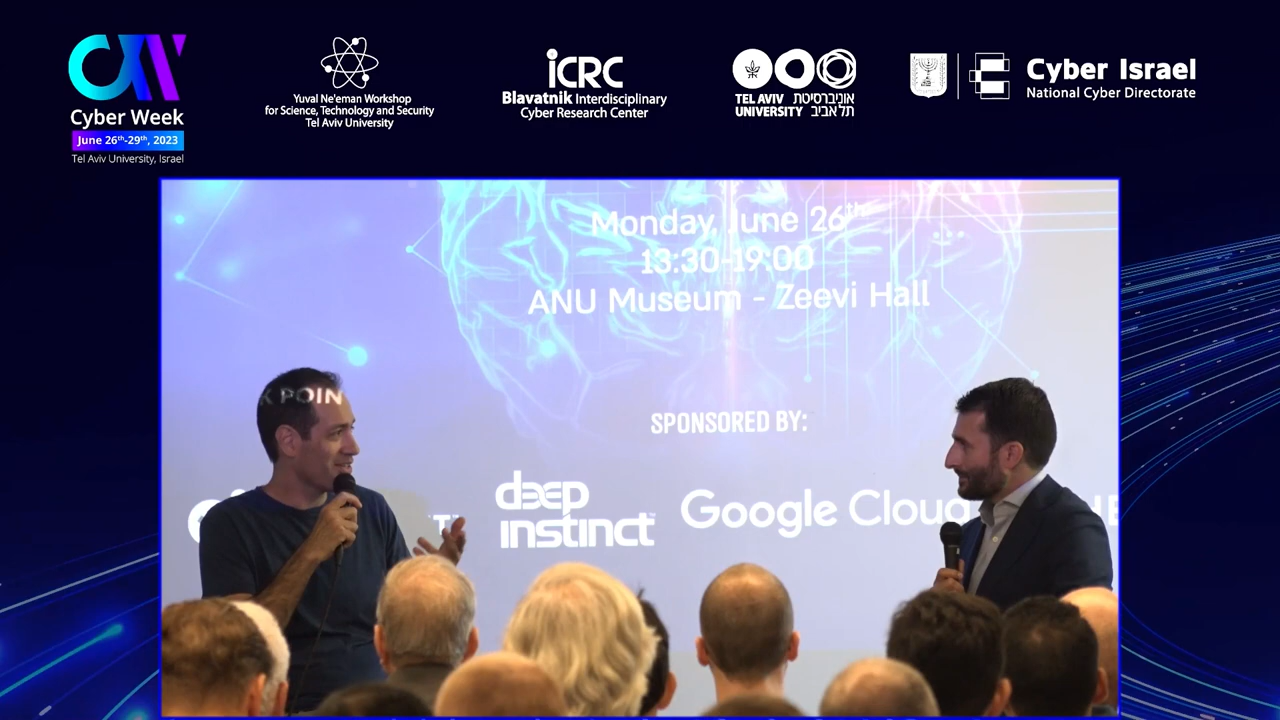 Cyber Week
June 26th-29th, 2023
Tel Aviv University, Israel
Yuval Ne'eman Workshop
for Science, Technology and Security
Tel Aviv University
iCRC
Blavatnik Interdisciplinary
Cyber Research Center
TEL AVIV אוניברסיטת
UNIVERSITY תל אביב
Cyber Israel
National Cyber Directorate
Monday, June 26th
13:30-19:00
ANU Museum - Zeevi Hall
K POIN
SPONSORED BY:
deep
instinct™
Google Cloud